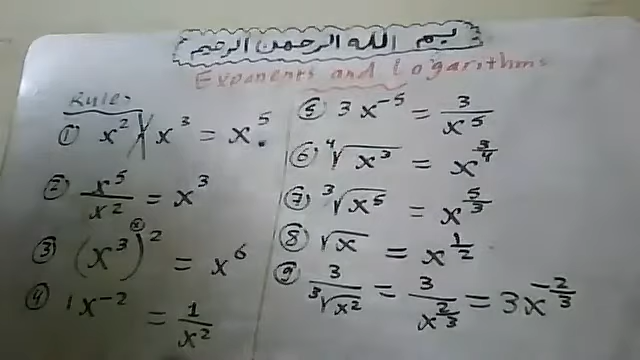 بسم الله الرحمن الرحيم
Exponents and Logarithms
Rules
① x² X x³ = x⁵.
② x⁵/x² = x³
③ (x³)² = x⁶
④ 1x⁻² = 1/x²
⑤ 3x⁻⁵ = 3/x⁵
⑥ ⁴√x³ = x^(3/4)
⑦ ³√x⁵ = x^(5/3)
⑧ √x = x^(1/2)
⑨ 3/³√x² = 3/x^(2/3) = 3x^(-2/3)